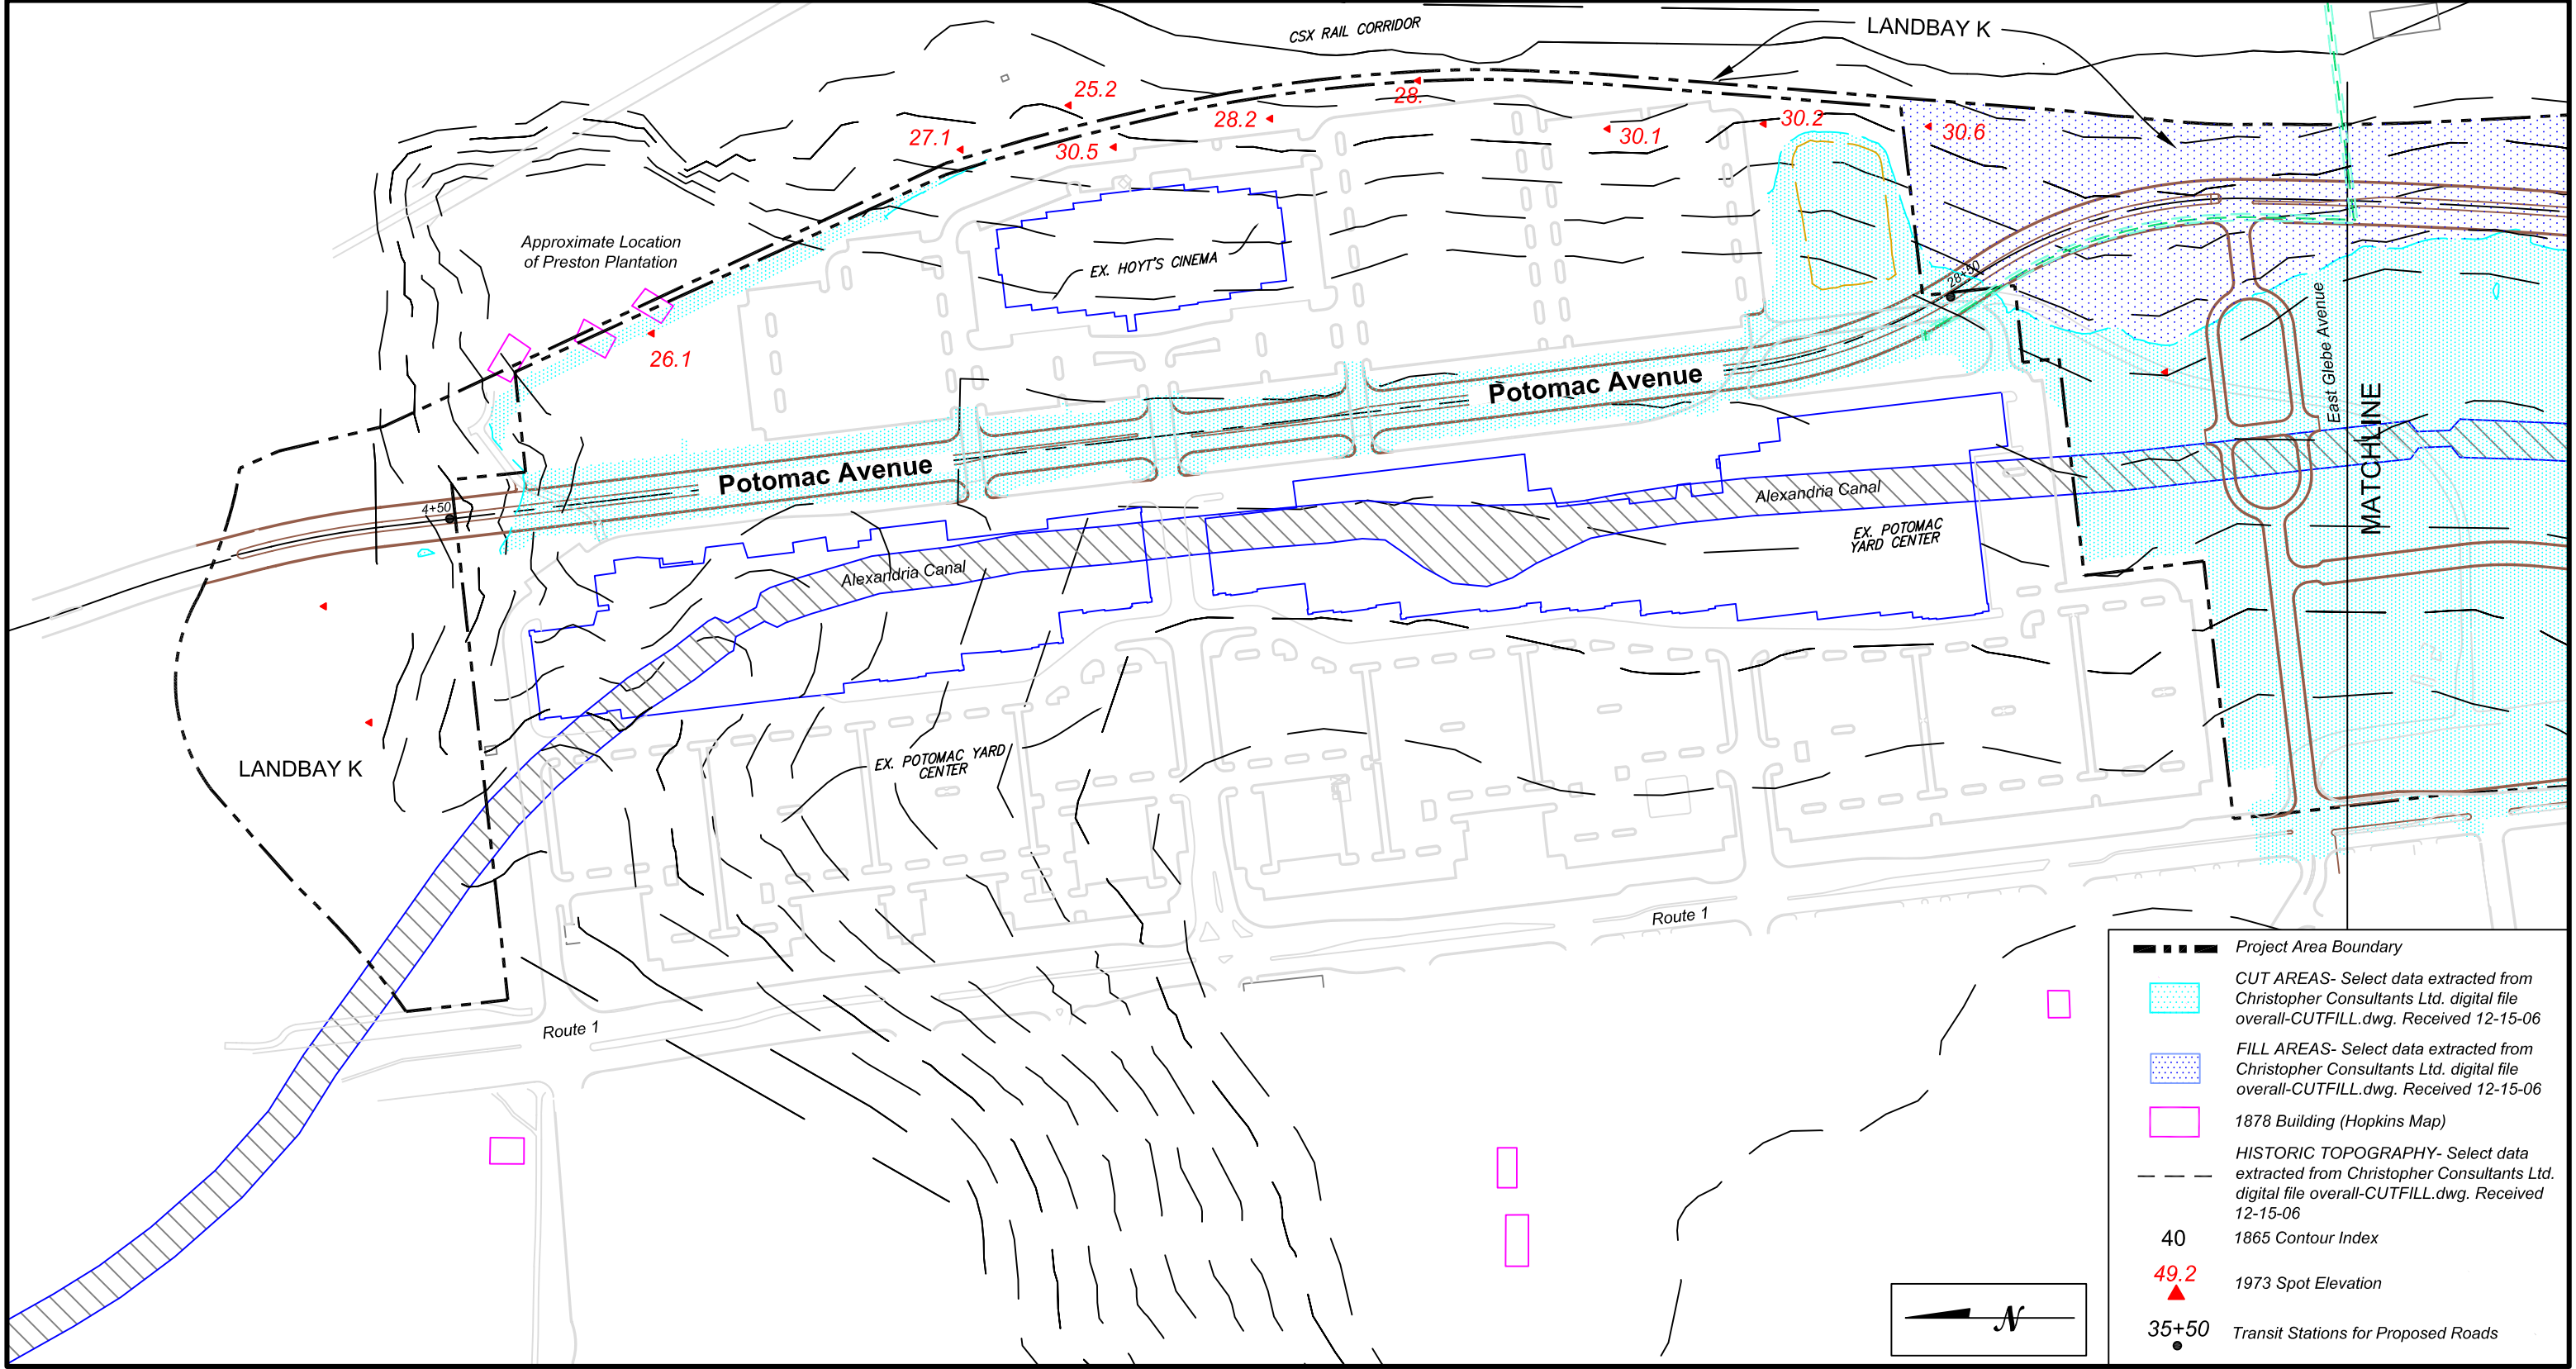 CSX RAIL CORRIDOR
LANDBAY K
25.2
28.
28.2
27.1
30.5
30.1
30.2
30.6
Approximate Location
of Preston Plantation
26.1
EX. HOYT'S CINEMA
28+50
East Glebe Avenue
MATCHLINE
Potomac Avenue
Potomac Avenue
4+50
Alexandria Canal
Alexandria Canal
EX. POTOMAC
YARD CENTER
LANDBAY K
EX. POTOMAC YARD
CENTER
Route 1
Route 1
Project Area Boundary
CUT AREAS- Select data extracted from
Christopher Consultants Ltd. digital file
overall-CUTFILL.dwg. Received 12-15-06
FILL AREAS- Select data extracted from
Christopher Consultants Ltd. digital file
overall-CUTFILL.dwg. Received 12-15-06
1878 Building (Hopkins Map)
HISTORIC TOPOGRAPHY- Select data
extracted from Christopher Consultants Ltd.
digital file overall-CUTFILL.dwg. Received
12-15-06
40 1865 Contour Index
49.2 1973 Spot Elevation
35+50 Transit Stations for Proposed Roads
N